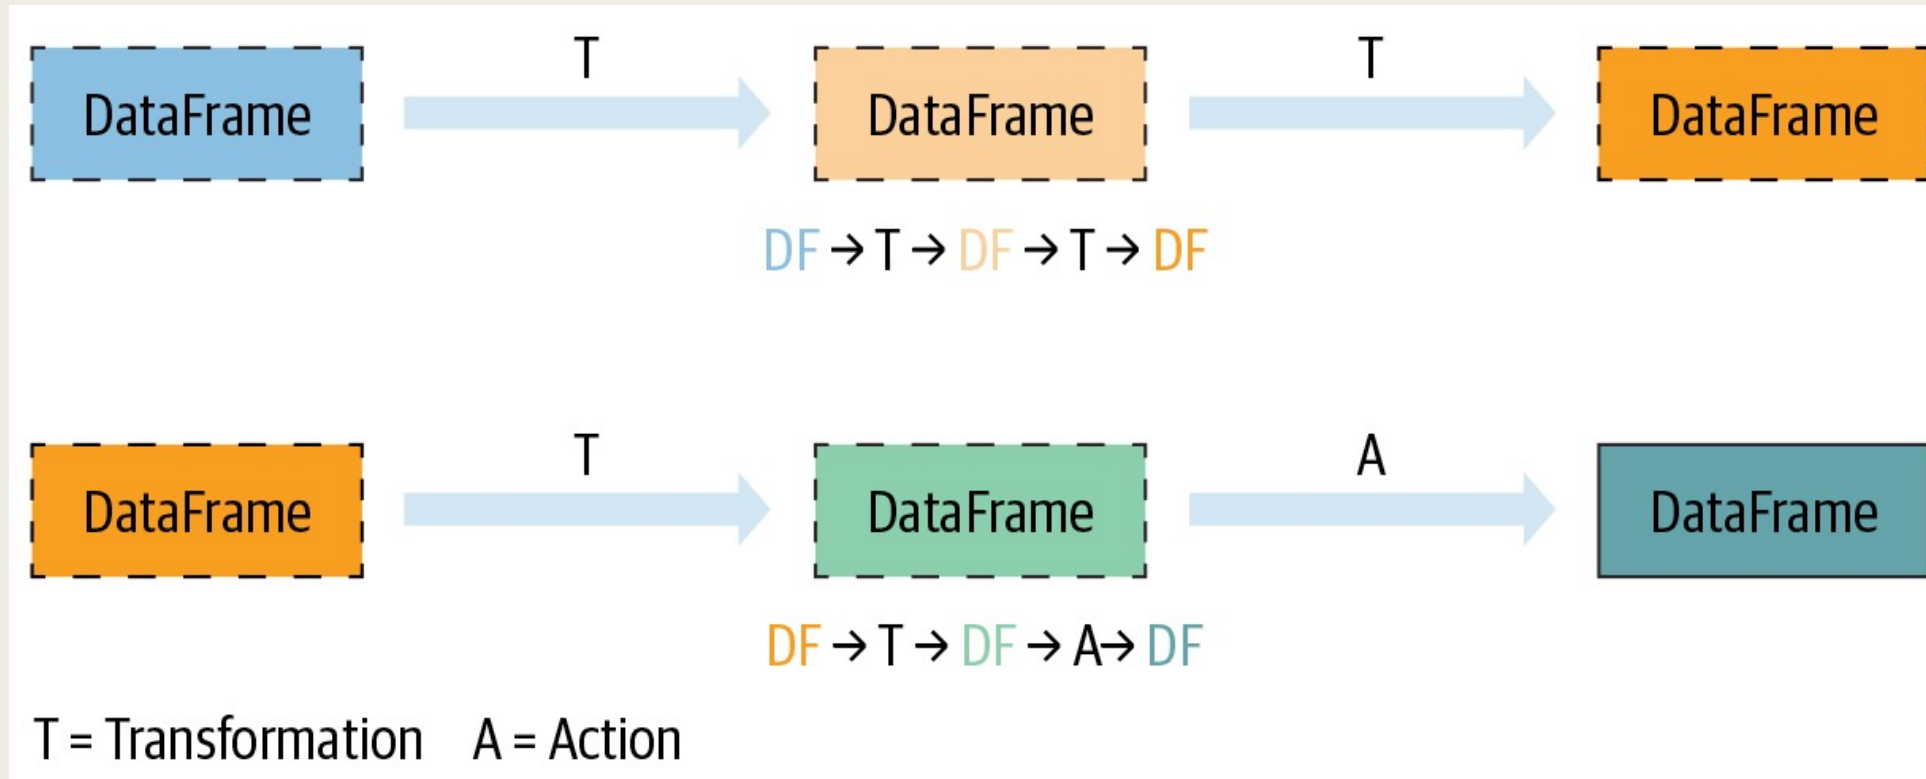 T T
DataFrame DataFrame DataFrame
DF → T → DF → T → DF
T A
DataFrame DataFrame DataFrame
DF → T → DF → A→ DF
T = Transformation A = Action